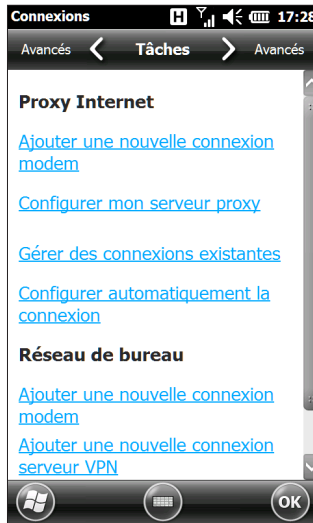 Connexions H 17:28
Avancés Tâches Avancés
Proxy Internet
Ajouter une nouvelle connexion
modem
Configurer mon serveur proxy
Gérer des connexions existantes
Configurer automatiquement la
connexion
Réseau de bureau
Ajouter une nouvelle connexion
modem
Ajouter une nouvelle connexion
serveur VPN
OK